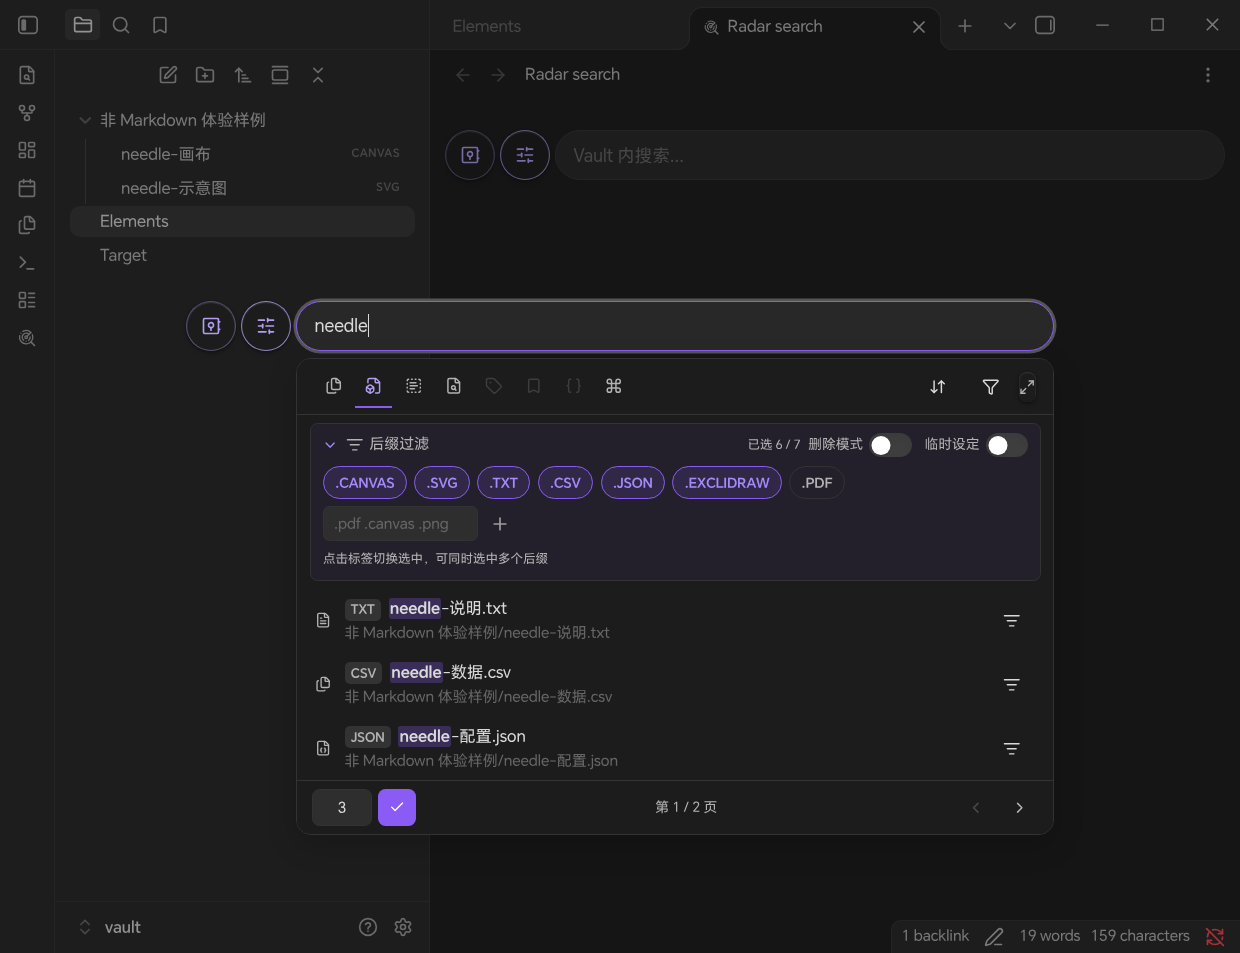 Elements
Radar search
Radar search
非 Markdown 体验样例
needle-画布 CANVAS
needle-示意图 SVG
Elements
Target
Vault 内搜索...
needle
后缀过滤 已选 6 / 7 删除模式 临时设定
.CANVAS .SVG .TXT .CSV .JSON .EXCLIDRAW .PDF
.pdf .canvas .png
点击标签切换选中，可同时选中多个后缀
TXT needle-说明.txt
非 Markdown 体验样例/needle-说明.txt
CSV needle-数据.csv
非 Markdown 体验样例/needle-数据.csv
JSON needle-配置.json
非 Markdown 体验样例/needle-配置.json
3 第 1 / 2 页
vault
1 backlink 19 words 159 characters